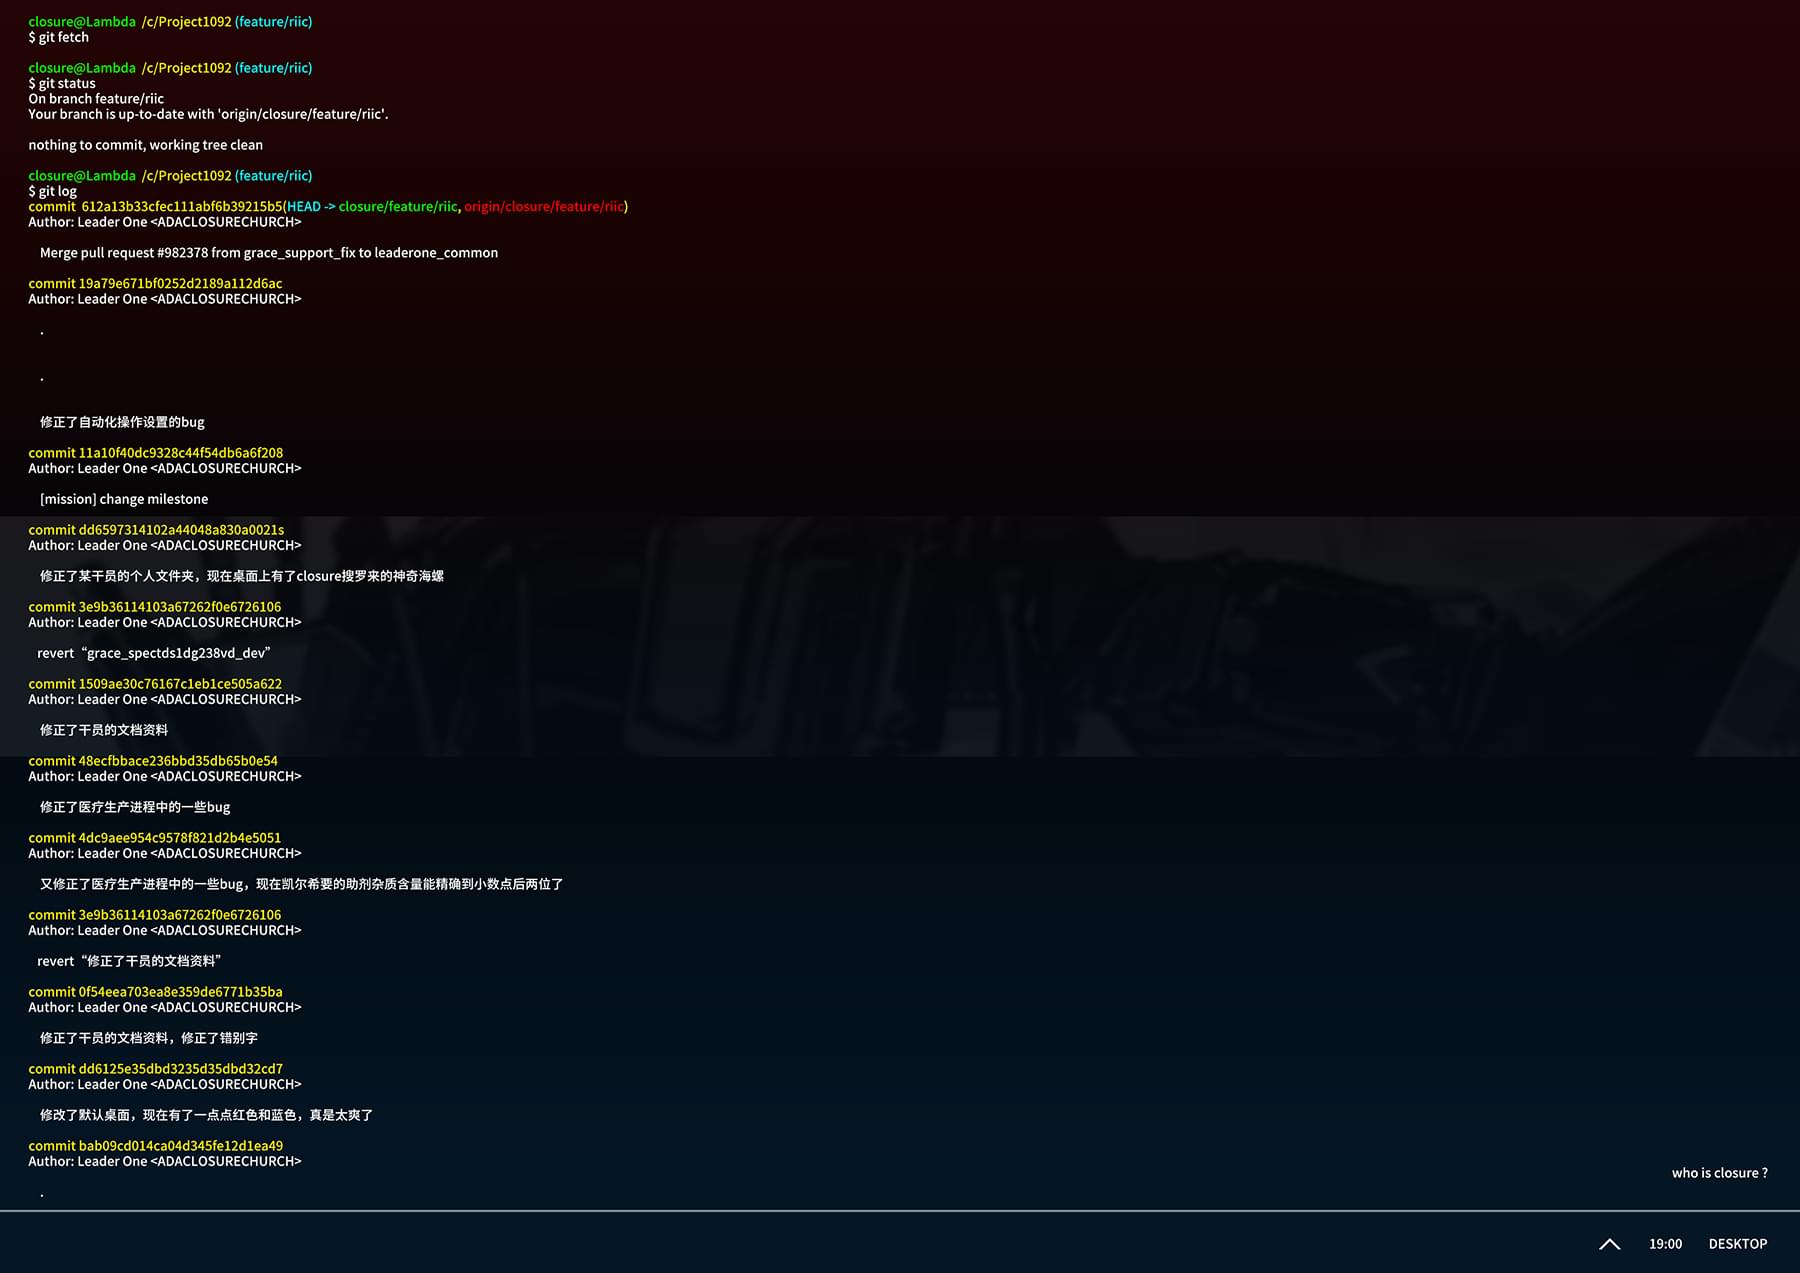 closure@Lambda /c/Project1092 (feature/riic)
$ git fetch
closure@Lambda /c/Project1092 (feature/riic)
$ git status
On branch feature/riic
Your branch is up-to-date with 'origin/closure/feature/riic'.
nothing to commit, working tree clean
closure@Lambda /c/Project1092 (feature/riic)
$ git log
commit 612a13b33cfec111abf6b39215b5(HEAD -> closure/feature/riic, origin/closure/feature/riic)
Author: Leader One <ADACLOSURECHURCH>
Merge pull request #982378 from grace_support_fix to leaderone_common
commit 19a79e671bf0252d2189a112d6ac
Author: Leader One <ADACLOSURECHURCH>
.
.
修正了自动化操作设置的bug
commit 11a10f40dc9328c44f54db6a6f208
Author: Leader One <ADACLOSURECHURCH>
[mission] change milestone
commit dd6597314102a44048a830a0021s
Author: Leader One <ADACLOSURECHURCH>
修正了某干员的个人文件夹，现在桌面上有了closure搜罗来的神奇海螺
commit 3e9b36114103a67262f0e6726106
Author: Leader One <ADACLOSURECHURCH>
revert“grace_spectds1dg238vd_dev”
commit 1509ae30c76167c1eb1ce505a622
Author: Leader One <ADACLOSURECHURCH>
修正了干员的文档资料
commit 48ecfbbace236bbd35db65b0e54
Author: Leader One <ADACLOSURECHURCH>
修正了医疗生产进程中的一些bug
commit 4dc9aee954c9578f821d2b4e5051
Author: Leader One <ADACLOSURECHURCH>
又修正了医疗生产进程中的一些bug，现在凯尔希要的助剂杂质含量能精确到小数点后两位了
commit 3e9b36114103a67262f0e6726106
Author: Leader One <ADACLOSURECHURCH>
revert“修正了干员的文档资料”
commit 0f54eea703ea8e359de6771b35ba
Author: Leader One <ADACLOSURECHURCH>
修正了干员的文档资料，修正了错别字
commit dd6125e35dbd3235d35dbd32cd7
Author: Leader One <ADACLOSURECHURCH>
修改了默认桌面，现在有了一点点红色和蓝色，真是太爽了
commit bab09cd014ca04d345fe12d1ea49
Author: Leader One <ADACLOSURECHURCH>
.
who is closure ?
19:00 DESKTOP